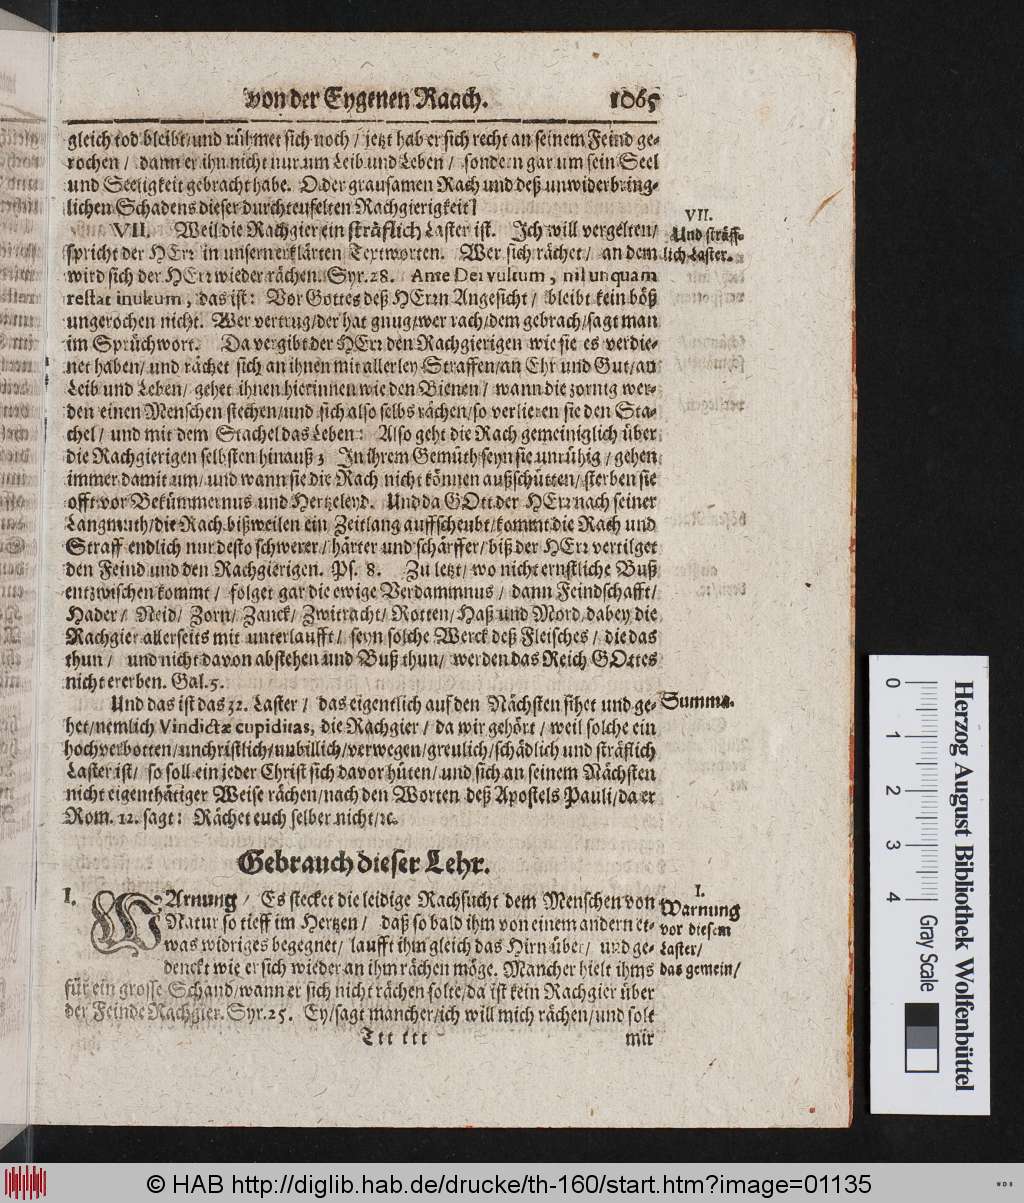 von der Eygenen Raach. 1065
gleich tod bleibt/und rühmet sich noch/ jetzt hab er sich recht an seinem Feind ge-
rochen/ dann er ihn nicht nur um Leib und Leben/ sondern gar um sein Seel
und Seeligkeit gebracht habe. O der grausamen Rach und deß unwiderbring-
lichen Schadens dieser durchteufelten Rachgierigkeit!
VII. Weil die Rachgier ein sträflich Laster ist. Ich will vergelten/
spricht der HErr in unsern erklärten Textworten. Wer sich rächet/ an dem
wird sich der HErr wieder rächen. Syr. 28. Ante Dei vultum, nil unquam
restat inultum, das ist: Vor Gottes deß HErrn Angesicht/ bleibt kein böß
ungerochen nicht. Wer vertrug/der hat gnug/wer rach/dem gebrach/sagt man
im Sprüchwort. Da vergibt der HErr den Rachgierigen wie sie es verdie-
net haben/und rächet sich an ihnen mit allerley Straffen/an Ehr und Gut/an
Leib und Leben/ gehet ihnen hierinnen wie den Bienen/ wann die zornig wer-
den einen Menschen stechen/und sich also selbs rächen/so verlieren sie den Sta-
chel/ und mit dem Stachel das Leben: Also geht die Rach gemeiniglich über
die Rachgierigen selbsten hinauß; In ihrem Gemüth seyn sie unrühig/ gehen
immer damit um/ und wann sie die Rach nicht können außschütten/ sterben sie
offt vor Bekümmernus und Hertzeleyd. Und da GOtt der HErr nach seiner
Langmuth/die Rach bißweilen ein Zeitlang auffscheubt/kommt die Rach und
Straff endlich nur desto schwerer/ härter und schärffer/biß der HErr vertilget
den Feind und den Rachgierigen. Ps. 8. Zu letzt/ wo nicht ernstliche Buß
entzwischen kommt/ folget gar die ewige Verdammnus/ dann Feindschafft/
Hader/ Neid/ Zorn/ Zanck/ Zwitracht/ Rotten/ Haß und Mord dabey die
Rachgier allerseits mit unterlaufft/ seyn solche Werck deß Fleisches/ die das
thun/ und nicht davon abstehen und Buß thun/ werden das Reich GOttes
nicht ererben. Gal. 5.
Und das ist das 32. Laster/ das eigentlich auf den Nächsten sihet und ge-
het/nemlich Vindictæ cupiditas, die Rachgier/ da wir gehört/ weil solche ein
hochverbotten/unchristlich/unbillich/verwegen/greulich/schädlich und sträflich
Laster ist/ so soll ein jeder Christ sich davor hüten/ und sich an seinem Nächsten
nicht eigenthätiger Weise rächen/nach den Worten deß Apostels Pauli/da er
Rom. 12. sagt: Rächet euch selber nicht/ꝛc.
VII.
Und sträff-
lich Laster.
Summa.
Gebrauch dieser Lehr.
I. WArnung/ Es stecket die leidige Rachsucht dem Menschen von
Natur so tieff im Hertzen/ daß so bald ihm von einem andern et-
was widriges begegnet/ laufft ihm gleich das Hirn über/ und ge-
denckt wie er sich wieder an ihm rächen möge. Mancher hielt ihms
für ein grosse Schand/wann er sich nicht rächen solte/da ist kein Rachgier über
der Feinde Rachgier. Syr. 25. Ey/sagt mancher/ich will mich rächen/und solt
I.
Warnung
vor diesem
Laster/
das gemein/
Ttt ttt mir
0 1 2 3 4
Gray Scale
Herzog August Bibliothek Wolfenbüttel
© HAB http://diglib.hab.de/drucke/th-160/start.htm?image=01135